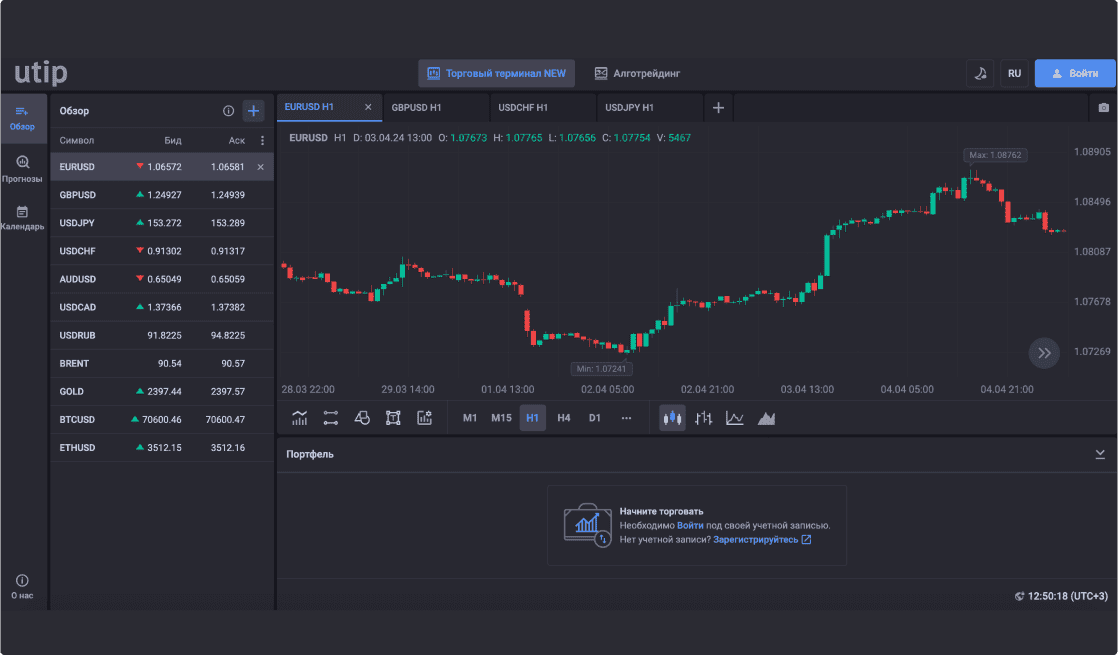 utip
Торговый терминал NEW
Алготрейдинг
RU
Войти
Обзор
Прогнозы
Календарь
О нас
Обзор
Символ Бид Аск
EURUSD 1.06572 1.06581
GBPUSD 1.24927 1.24939
USDJPY 153.272 153.289
USDCHF 0.91302 0.91317
AUDUSD 0.65049 0.65059
USDCAD 1.37366 1.37382
USDRUB 91.8225 94.8225
BRENT 90.54 90.57
GOLD 2397.44 2397.57
BTCUSD 70600.46 70600.47
ETHUSD 3512.15 3512.16
EURUSD H1 GBPUSD H1 USDCHF H1 USDJPY H1
EURUSD H1 D: 03.04.24 13:00 O: 1.07673 H: 1.07765 L: 1.07656 C: 1.07754 V: 5467
Max: 1.08762
1.08905
1.08496
1.08087
1.07678
1.07269
Min: 1.07241
28.03 22:00 29.03 14:00 01.04 13:00 02.04 05:00 02.04 21:00 03.04 13:00 04.04 05:00 04.04 21:00
M1 M15 H1 H4 D1 ...
Портфель
Начните торговать
Необходимо Войти под своей учетной записью.
Нет учетной записи? Зарегистрируйтесь
12:50:18 (UTC+3)